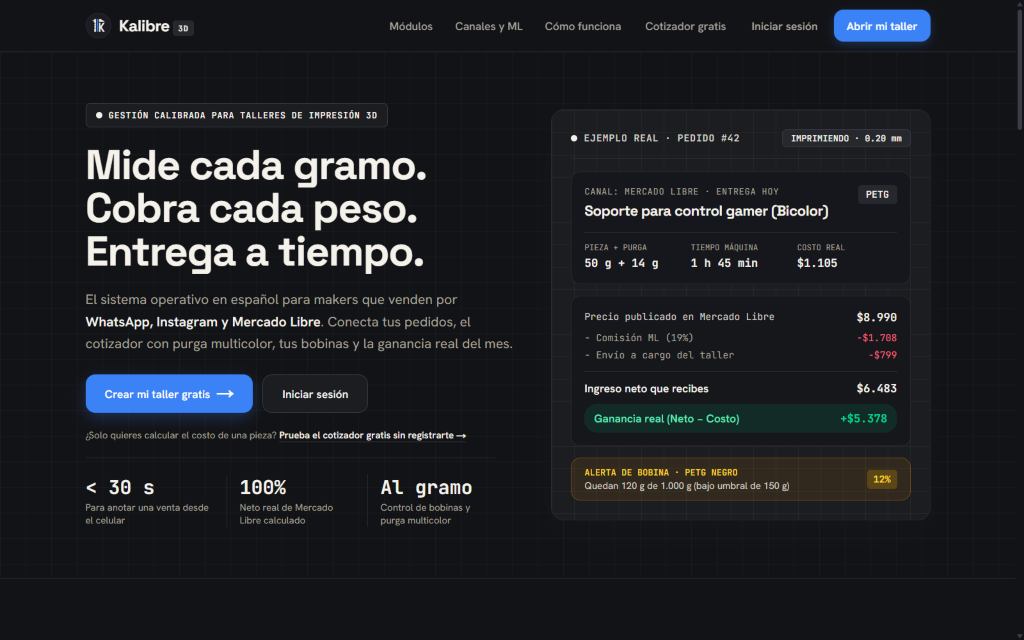 Kalibre 3D
Módulos
Canales y ML
Cómo funciona
Cotizador gratis
Iniciar sesión
Abrir mi taller
GESTIÓN CALIBRADA PARA TALLERES DE IMPRESIÓN 3D
Mide cada gramo.
Cobra cada peso.
Entrega a tiempo.
El sistema operativo en español para makers que venden por
WhatsApp, Instagram y Mercado Libre. Conecta tus pedidos, el
cotizador con purga multicolor, tus bobinas y la ganancia real del mes.
Crear mi taller gratis →
Iniciar sesión
¿Solo quieres calcular el costo de una pieza? Prueba el cotizador gratis sin registrarte →
< 30 s
Para anotar una venta desde
el celular
100%
Neto real de Mercado
Libre calculado
Al gramo
Control de bobinas y
purga multicolor
EJEMPLO REAL · PEDIDO #42
IMPRIMIENDO · 0.20 mm
CANAL: MERCADO LIBRE · ENTREGA HOY
Soporte para control gamer (Bicolor)
PETG
PIEZA + PURGA
50 g + 14 g
TIEMPO MÁQUINA
1 h 45 min
COSTO REAL
$1.105
Precio publicado en Mercado Libre $8.990
- Comisión ML (19%) -$1.708
- Envío a cargo del taller -$799
Ingreso neto que recibes $6.483
Ganancia real (Neto − Costo) +$5.378
ALERTA DE BOBINA · PETG NEGRO
Quedan 120 g de 1.000 g (bajo umbral de 150 g)
12%